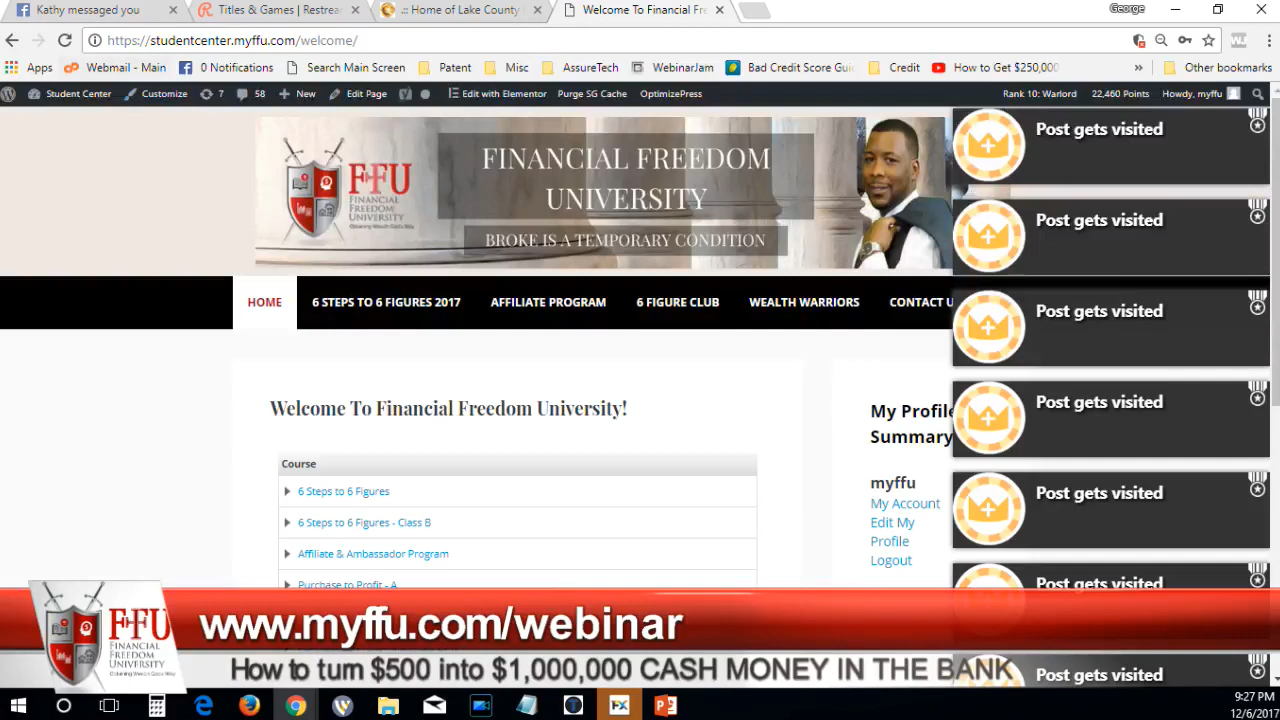 Kathy messaged you
Titles & Games | Restrea
.:: Home of Lake County
Welcome To Financial Fre
George
https://studentcenter.myffu.com/welcome/
Apps
Webmail - Main
0 Notifications
Search Main Screen
Patent
Misc
AssureTech
WebinarJam
Bad Credit Score Gui
Credit
How to Get $250,000
»
Other bookmarks
Student Center
Customize
7
58
New
Edit Page
Edit with Elementor
Purge SG Cache
OptimizePress
Rank 10: Warlord
22,460 Points
Howdy, myffu
FFU
FINANCIAL
FREEDOM
UNIVERSITY
Obtaining Wealth God's Way
FINANCIAL FREEDOM
UNIVERSITY
BROKE IS A TEMPORARY CONDITION
Post gets visited
Post gets visited
HOME
6 STEPS TO 6 FIGURES 2017
AFFILIATE PROGRAM
6 FIGURE CLUB
WEALTH WARRIORS
CONTACT U
Post gets visited
Post gets visited
Post gets visited
Post gets visited
Post gets visited
Welcome To Financial Freedom University!
Course
6 Steps to 6 Figures
6 Steps to 6 Figures - Class B
Affiliate & Ambassador Program
Purchase to Profit - A
My Profile
Summary
myffu
My Account
Edit My
Profile
Logout
FFU
FINANCIAL
FREEDOM
UNIVERSITY
Obtaining Wealth God's Way
www.myffu.com/webinar
How to turn $500 into $1,000,000 CASH MONEY IN THE BANK
9:27 PM
12/6/2017